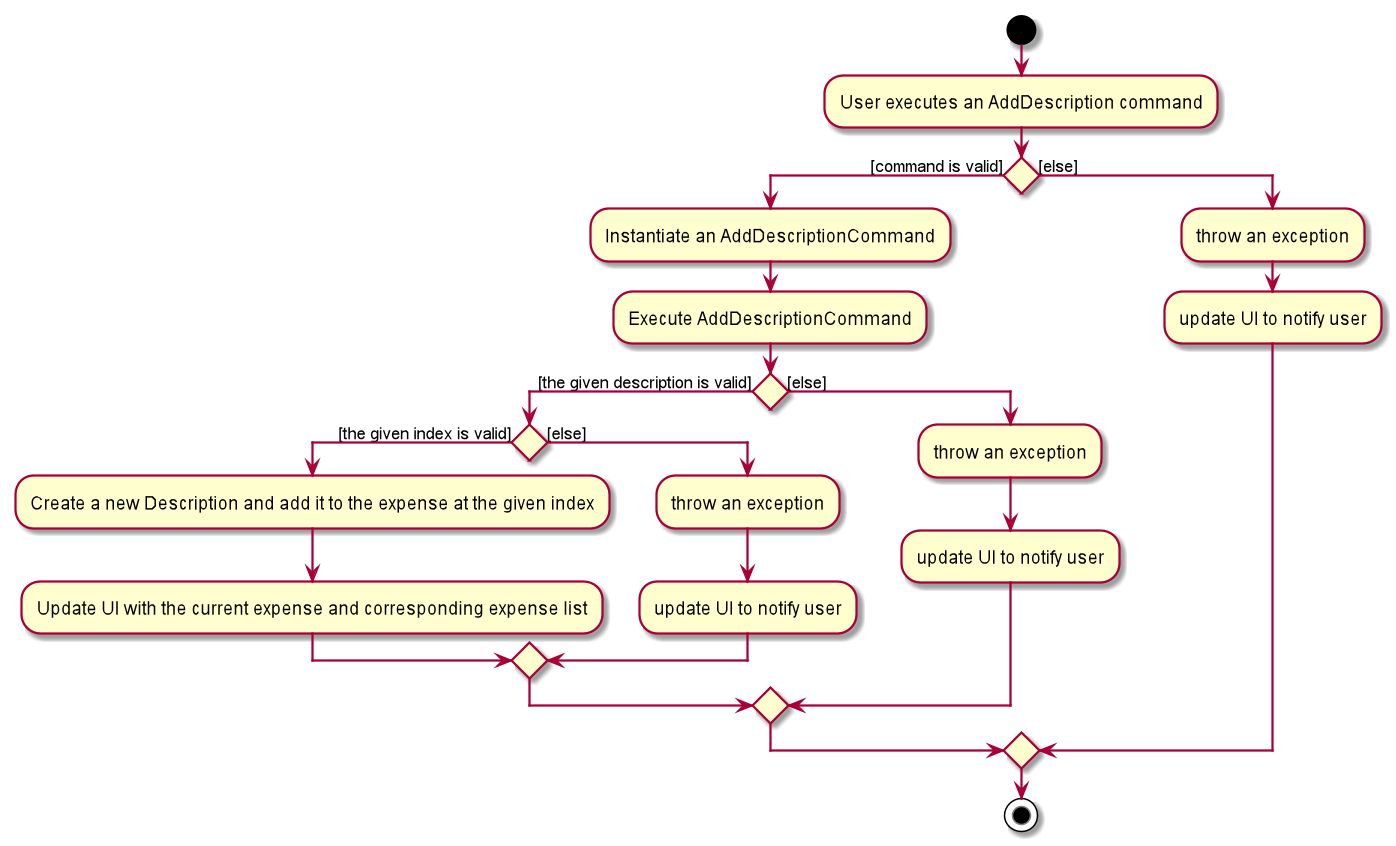 User executes an AddDescription command
[command is valid]
[else]
Instantiate an AddDescriptionCommand
throw an exception
Execute AddDescriptionCommand
update UI to notify user
[the given description is valid]
[else]
[the given index is valid]
[else]
throw an exception
Create a new Description and add it to the expense at the given index
throw an exception
update UI to notify user
Update UI with the current expense and corresponding expense list
update UI to notify user